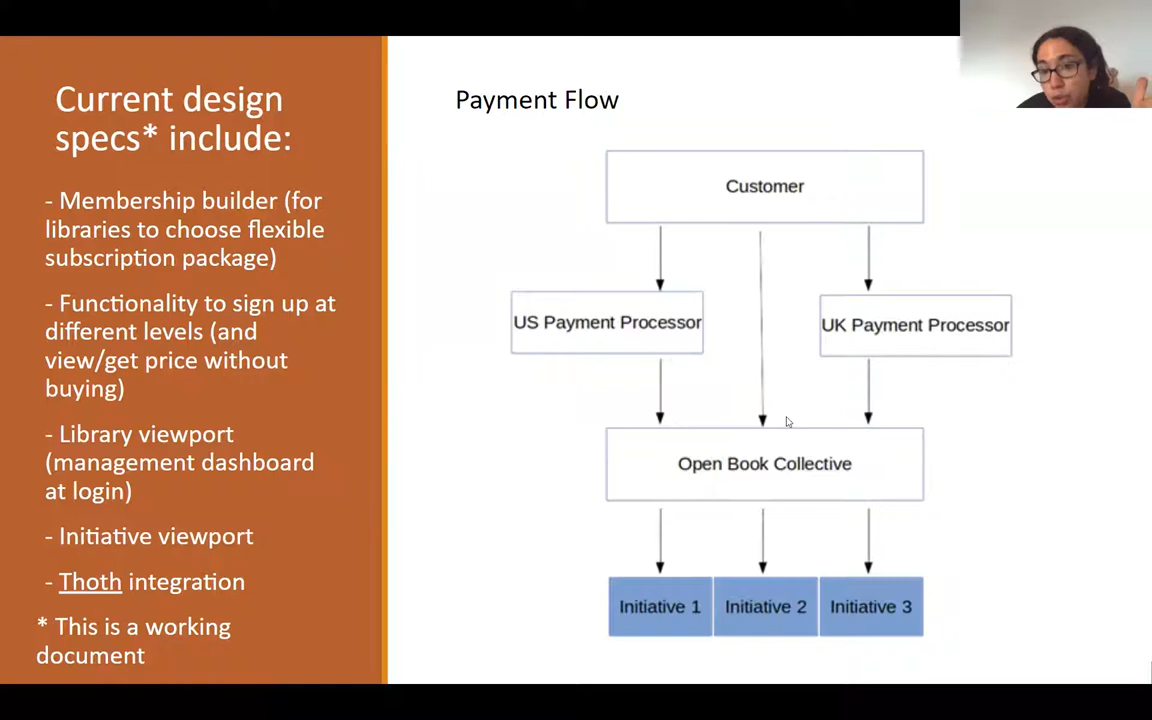 Current design
specs* include:
- Membership builder (for
libraries to choose flexible
subscription package)
- Functionality to sign up at
different levels (and
view/get price without
buying)
- Library viewport
(management dashboard
at login)
- Initiative viewport
- Thoth integration
* This is a working
document
Payment Flow
Customer
US Payment Processor
UK Payment Processor
Open Book Collective
Initiative 1
Initiative 2
Initiative 3